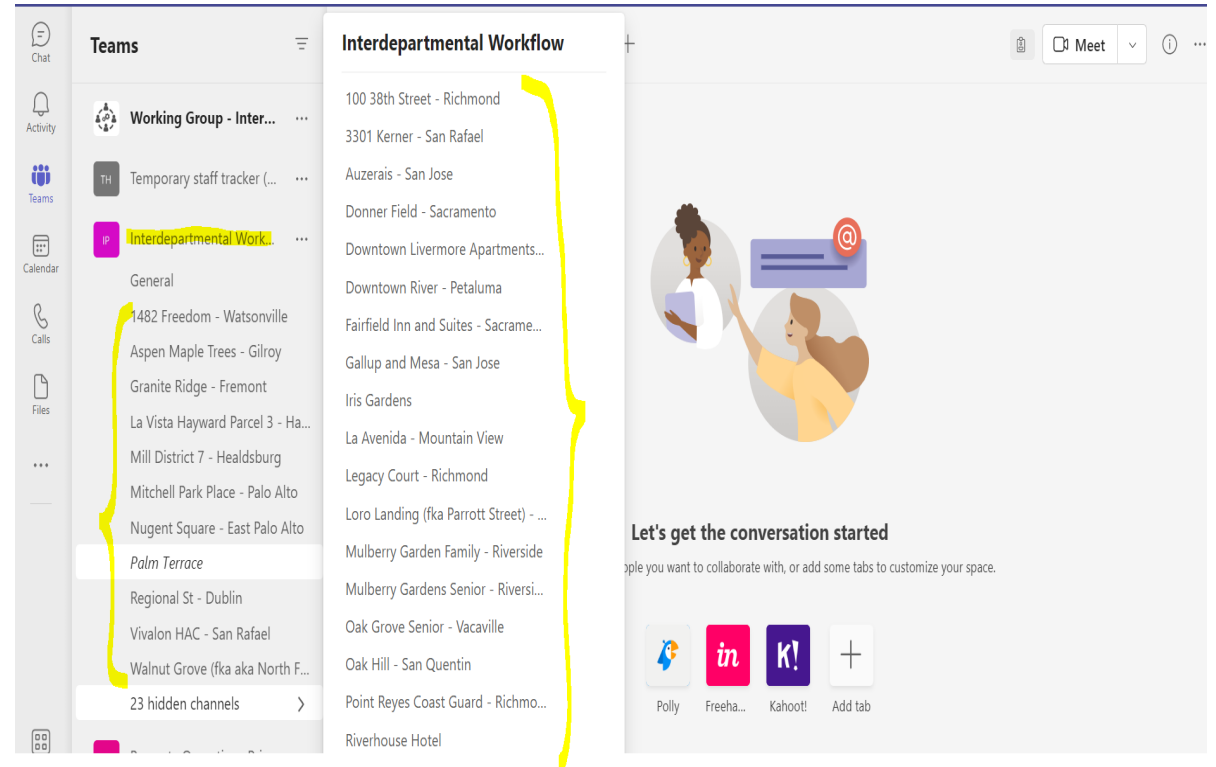 Chat
Activity
Teams
Calendar
Calls
Files
Teams
Working Group - Inter...
TH
Temporary staff tracker (...
IP
Interdepartmental Work...
General
1482 Freedom - Watsonville
Aspen Maple Trees - Gilroy
Granite Ridge - Fremont
La Vista Hayward Parcel 3 - Ha...
Mill District 7 - Healdsburg
Mitchell Park Place - Palo Alto
Nugent Square - East Palo Alto
Palm Terrace
Regional St - Dublin
Vivalon HAC - San Rafael
Walnut Grove (fka aka North F...
23 hidden channels
Interdepartmental Workflow
100 38th Street - Richmond
3301 Kerner - San Rafael
Auzerais - San Jose
Donner Field - Sacramento
Downtown Livermore Apartments...
Downtown River - Petaluma
Fairfield Inn and Suites - Sacrame...
Gallup and Mesa - San Jose
Iris Gardens
La Avenida - Mountain View
Legacy Court - Richmond
Loro Landing (fka Parrott Street) - ...
Mulberry Garden Family - Riverside
Mulberry Gardens Senior - Riversi...
Oak Grove Senior - Vacaville
Oak Hill - San Quentin
Point Reyes Coast Guard - Richmo...
Riverhouse Hotel
Meet
@
Let's get the conversation started
you want to collaborate with, or add some tabs to customize your space.
in
K!
Polly
Freeha...
Kahoot!
Add tab